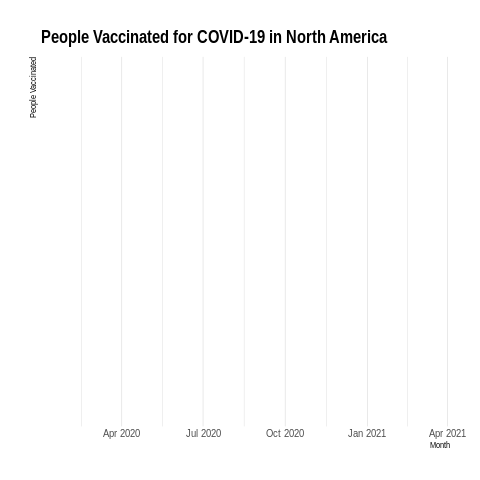 People Vaccinated for COVID-19 in North America
People Vaccinated
Apr 2020
Jul 2020
Oct 2020
Jan 2021
Apr 2021
Month